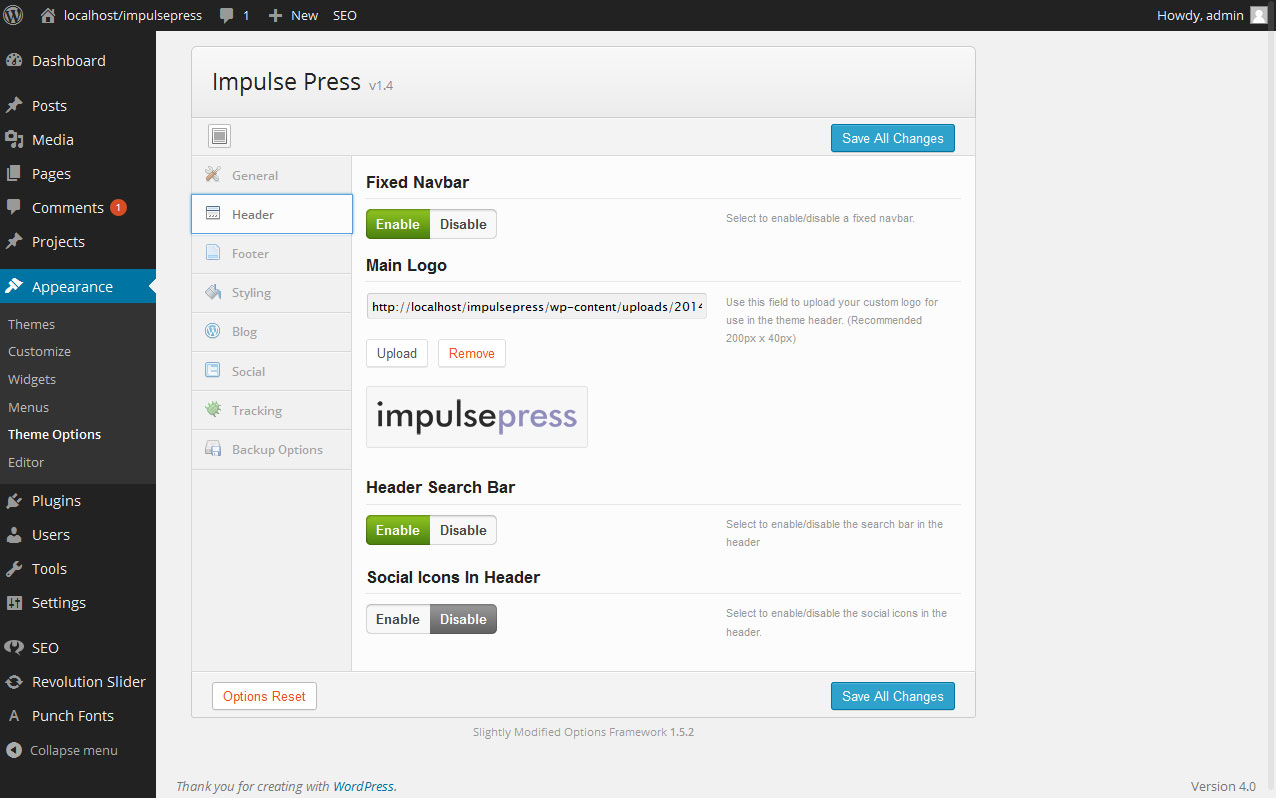 localhost/impulsepress 1 New SEO Howdy, admin
Dashboard
Posts
Media
Pages
Comments 1
Projects
Appearance
Themes
Customize
Widgets
Menus
Theme Options
Editor
Plugins
Users
Tools
Settings
SEO
Revolution Slider
A Punch Fonts
Collapse menu
Impulse Press v1.4
Save All Changes
General
Header
Footer
Styling
Blog
Social
Tracking
Backup Options
Fixed Navbar
Enable Disable
Select to enable/disable a fixed navbar.
Main Logo
http://localhost/impulsepress/wp-content/uploads/2014
Use this field to upload your custom logo for
use in the theme header. (Recommended
200px x 40px)
Upload Remove
impulsepress
Header Search Bar
Enable Disable
Select to enable/disable the search bar in the
header
Social Icons In Header
Enable Disable
Select to enable/disable the social icons in the
header.
Options Reset Save All Changes
Slightly Modified Options Framework 1.5.2
Thank you for creating with WordPress. Version 4.0